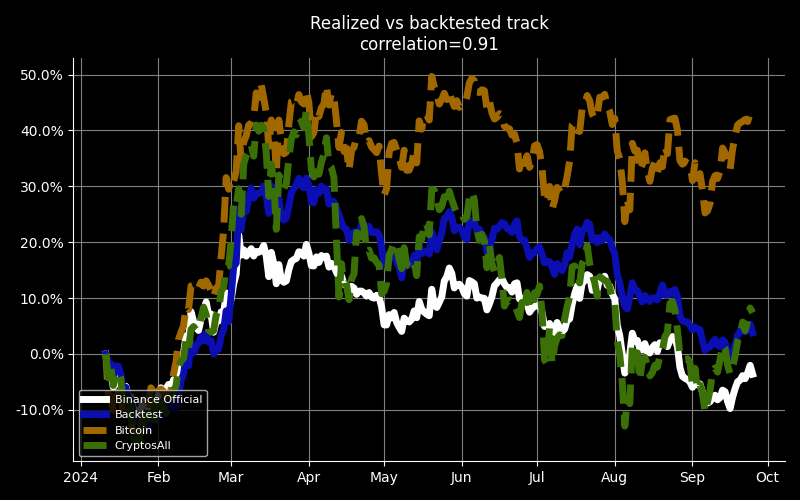 Realized vs backtested track
correlation=0.91
50.0%
40.0%
30.0%
20.0%
10.0%
0.0%
-10.0%
Binance Official
Backtest
Bitcoin
CryptosAll
2024 Feb Mar Apr May Jun Jul Aug Sep Oct